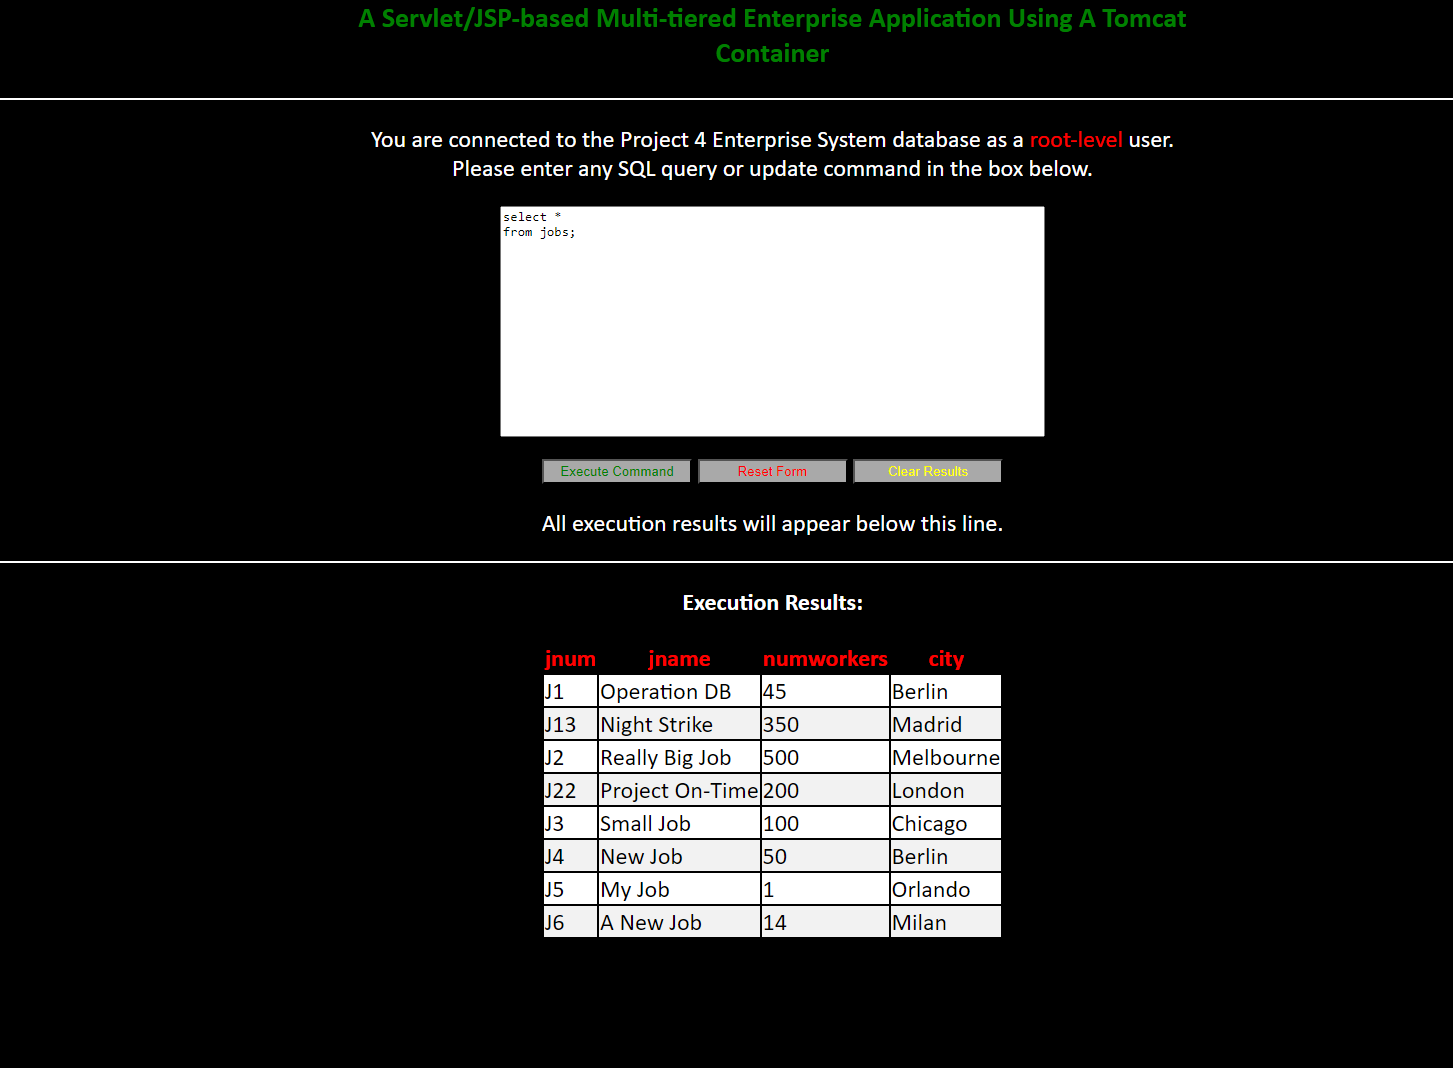 A Servlet/JSP-based Multi-tiered Enterprise Application Using A Tomcat
Container
You are connected to the Project 4 Enterprise System database as a root-level user.
Please enter any SQL query or update command in the box below.
select *
from jobs;
Execute Command Reset Form Clear Results
All execution results will appear below this line.
Execution Results:
jnum jname numworkers city
J1 Operation DB 45 Berlin
J13 Night Strike 350 Madrid
J2 Really Big Job 500 Melbourne
J22 Project On-Time 200 London
J3 Small Job 100 Chicago
J4 New Job 50 Berlin
J5 My Job 1 Orlando
J6 A New Job 14 Milan